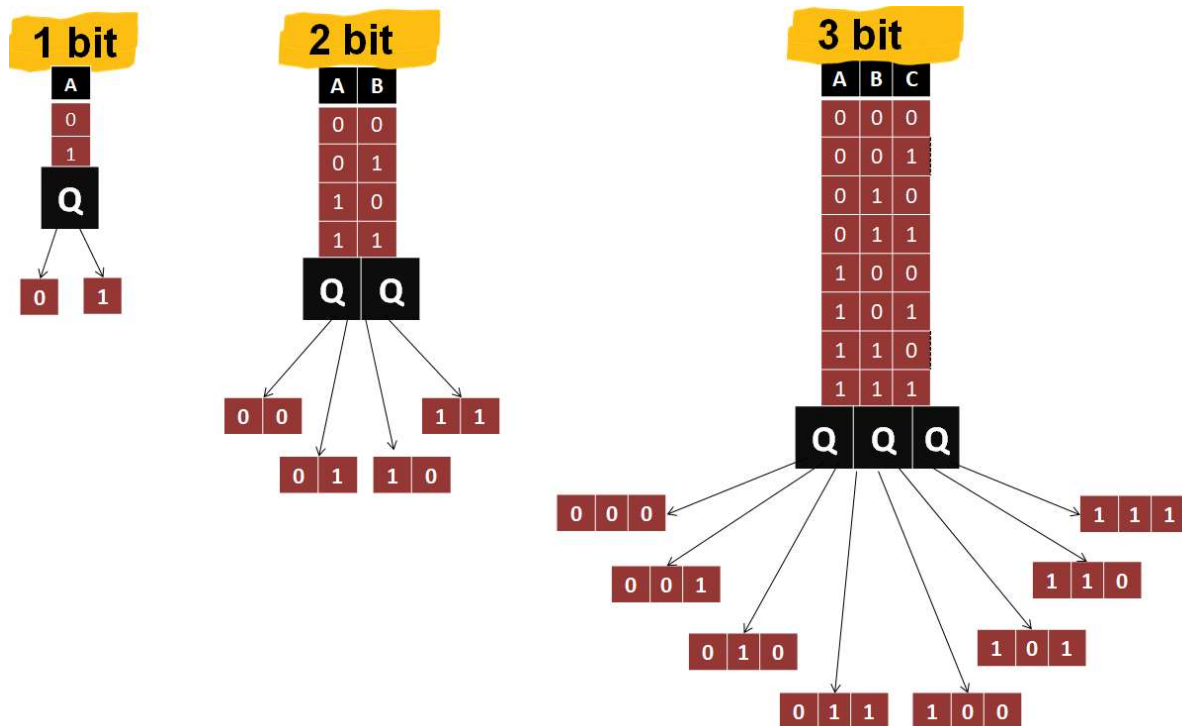 1 bit
A
0
1
Q
0 1
2 bit
A B
0 0
0 1
1 0
1 1
Q Q
0 0
1 1
0 1
1 0
3 bit
A B C
0 0 0
0 0 1
0 1 0
0 1 1
1 0 0
1 0 1
1 1 0
1 1 1
Q Q Q
0 0 0
1 1 1
0 0 1
1 1 0
0 1 0
1 0 1
0 1 1
1 0 0